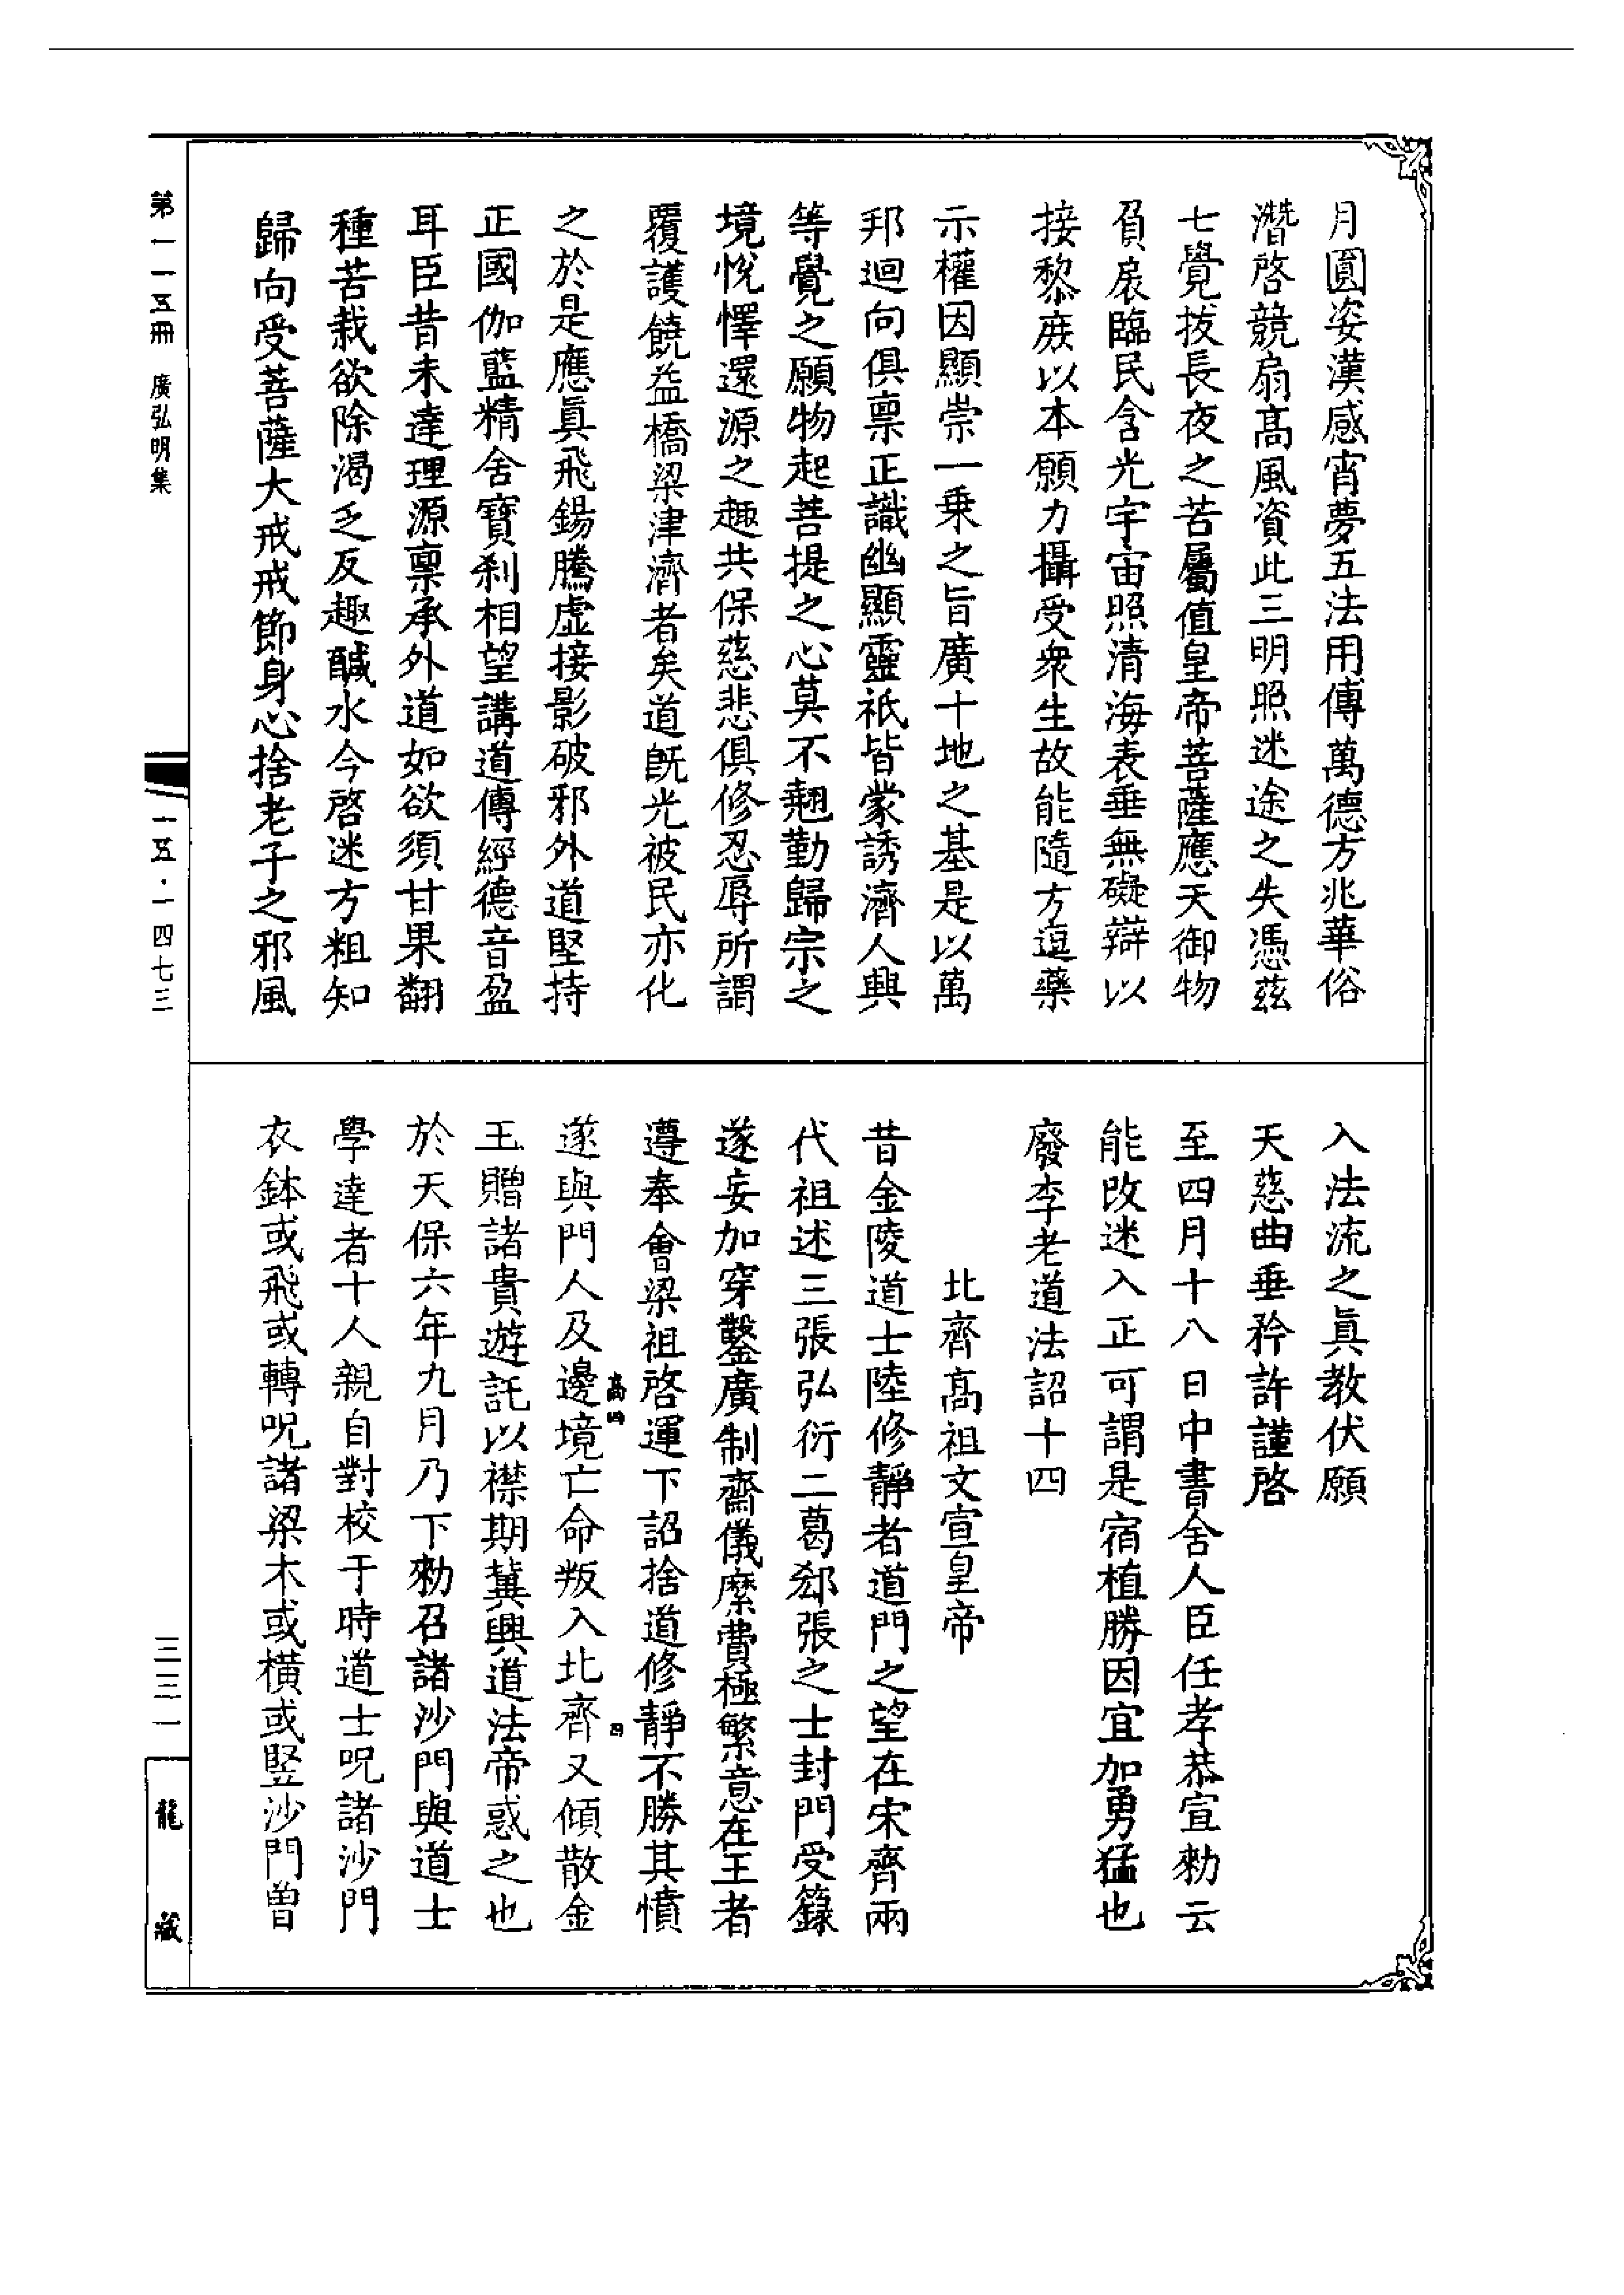 月圓姿漢感宵夢五法用傳萬德方兆華俗
潛啓競扇髙風資此三明照迷途之失憑茲
七覺拔長夜之苦屬值皇帝菩薩應天御物
負扆臨民含光宇宙照清海表垂無礙辯以
接黎庶以本願力攝受衆生故能隨方逗藥
示權因顯崇一乗之旨廣十地之基是以萬
邦迴向俱禀正識幽顯靈祇皆蒙誘濟人興
等覺之願物起菩提之心莫不翹勤歸宗之
境恱懌還源之趣共保慈悲俱修忍辱所謂
覆護饒益橋梁津濟者矣道旣光被民亦化
之於是應眞飛錫騰虛接影破邪外道堅持
正國伽藍精舍寶刹相望講道傳經德音盈
耳臣昔未達理源禀承外道如欲須甘果翻
種苦栽欲除渴乏反趣醎水今啓迷方粗知
歸向受菩薩大戒戒節身心捨老子之邪風
入法流之眞教伏願
天慈曲垂矜許謹啓
至四月十八日中書舍人臣任孝恭宣勑云
能改迷入正可謂是宿植勝因宜加勇猛也
廢李老道法詔十四
北齊髙祖文宣皇帝
昔金陵道士陸修靜者道門之望在宋齊兩
代祖述三張弘衍二葛郄張之士封門受籙
遂妄加穿鑿廣制齋儀糜費極繁意在王者
遵奉會梁祖啓運下詔捨道修靜不勝其憤
髙四 四
遂與門人及邊境亡命叛入北齊又傾散金
玉贈諸貴遊託以襟期冀興道法帝惑之也
於天保六年九月乃下勑召諸沙門與道士
學達者十人親自對校于時道士呪諸沙門
衣鉢或飛或轉呪諸梁木或橫或竪沙門曽
第一一五冊 廣弘明集
一五·一四七三
三三一
龍藏